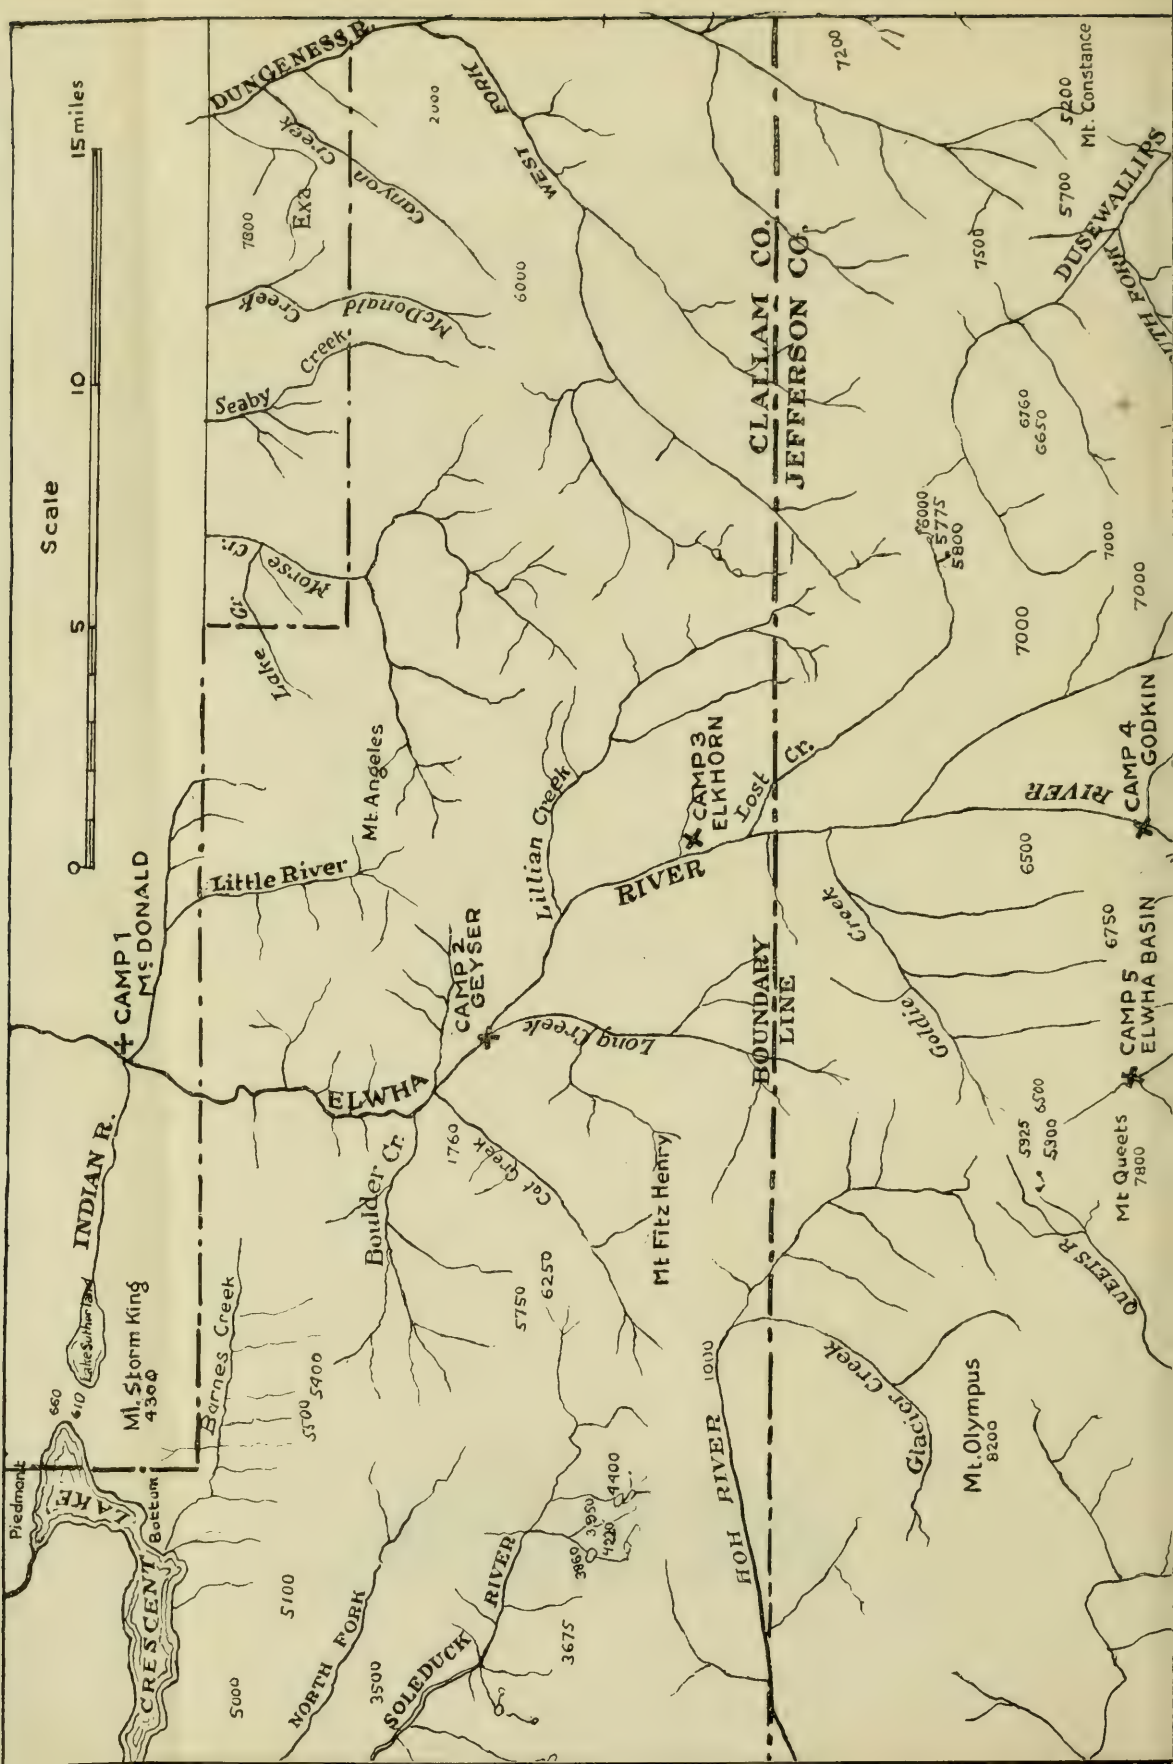 Scale
0
5
10
15 miles
DUNGENESS R.
WEST
FORK
Canyon
Creek
2000
7800
Exa
McDonald
Creek
6000
Seaby
Creek
Morse
Cr.
Lake
Cr
7200
5200
Mt. Constance
5700
7500
DUSEWALLIPS
FORK
6760
6650
CLALLAM CO.
JEFFERSON CO.
6000
5775
5800
7000
7000
7000
CAMP 1
McDONALD
Little River
Mt. Angeles
INDIAN R.
ELWHA
RIVER
RIVER
CAMP 2
GEYSER
Lillian Creek
CAMP 3
ELKHORN
Lost
Cr.
CAMP 4
GODKIN
6500
6750
CAMP 5
ELWHA BASIN
Goldie
Creek
BOUNDARY
LINE
Long Creek
Cat Creek
1760
Boulder Cr.
Mt Fitz Henry
5925
5300
6500
Mt Queets
7800
QUEETS R
Lake Sutherland
Mt. Storm King
4300
660
610
Piedmont
LAKE
CRESCENT
Bottum
Barnes Creek
5500
5400
5750
6250
5100
5000
NORTH FORK
3500
SOLEDUCK
RIVER
3860
3950
4220
4400
3675
HOH RIVER
1000
Glacier Creek
Mt. Olympus
8200